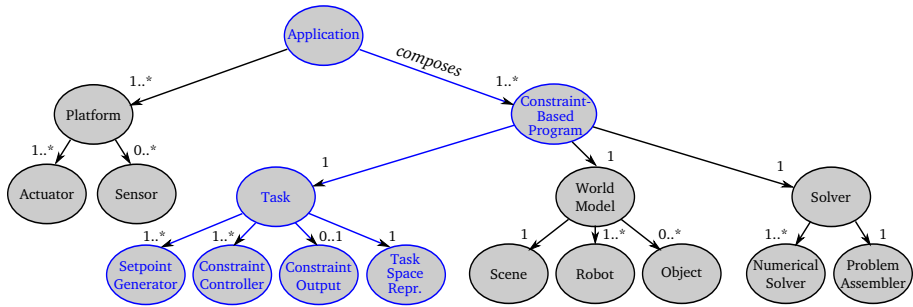 Application
composes
1..*
1..*
Platform
Constraint-
Based
Program
1..*
0..*
1
1
1
Actuator
Sensor
Task
World
Model
Solver
1..*
1..*
0..1
1
1
1..*
0..*
1..*
1
Setpoint
Generator
Constraint
Controller
Constraint
Output
Task
Space
Repr.
Scene
Robot
Object
Numerical
Solver
Problem
Assembler